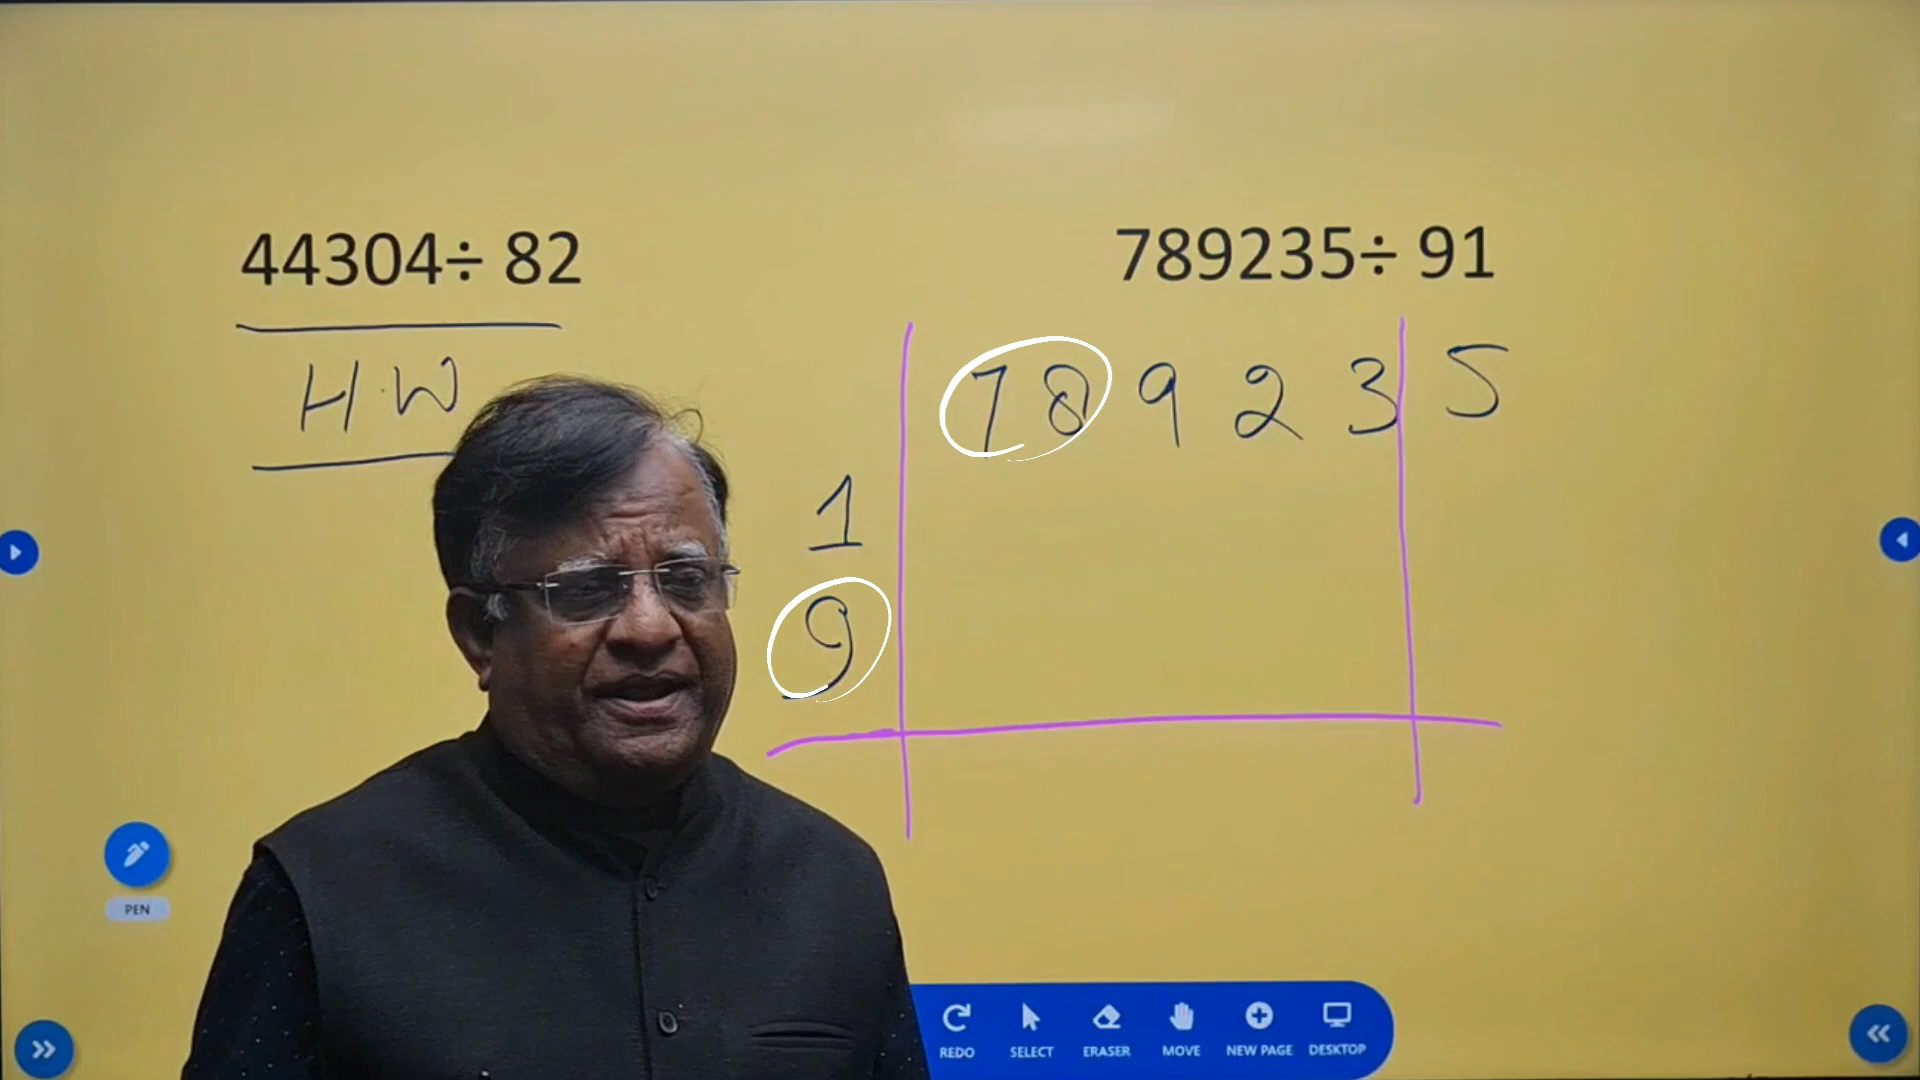 44304÷ 82
789235÷ 91
H.W
7 8 9 2 3 5
1
9
PEN
REDO SELECT ERASER MOVE NEW PAGE DESKTOP